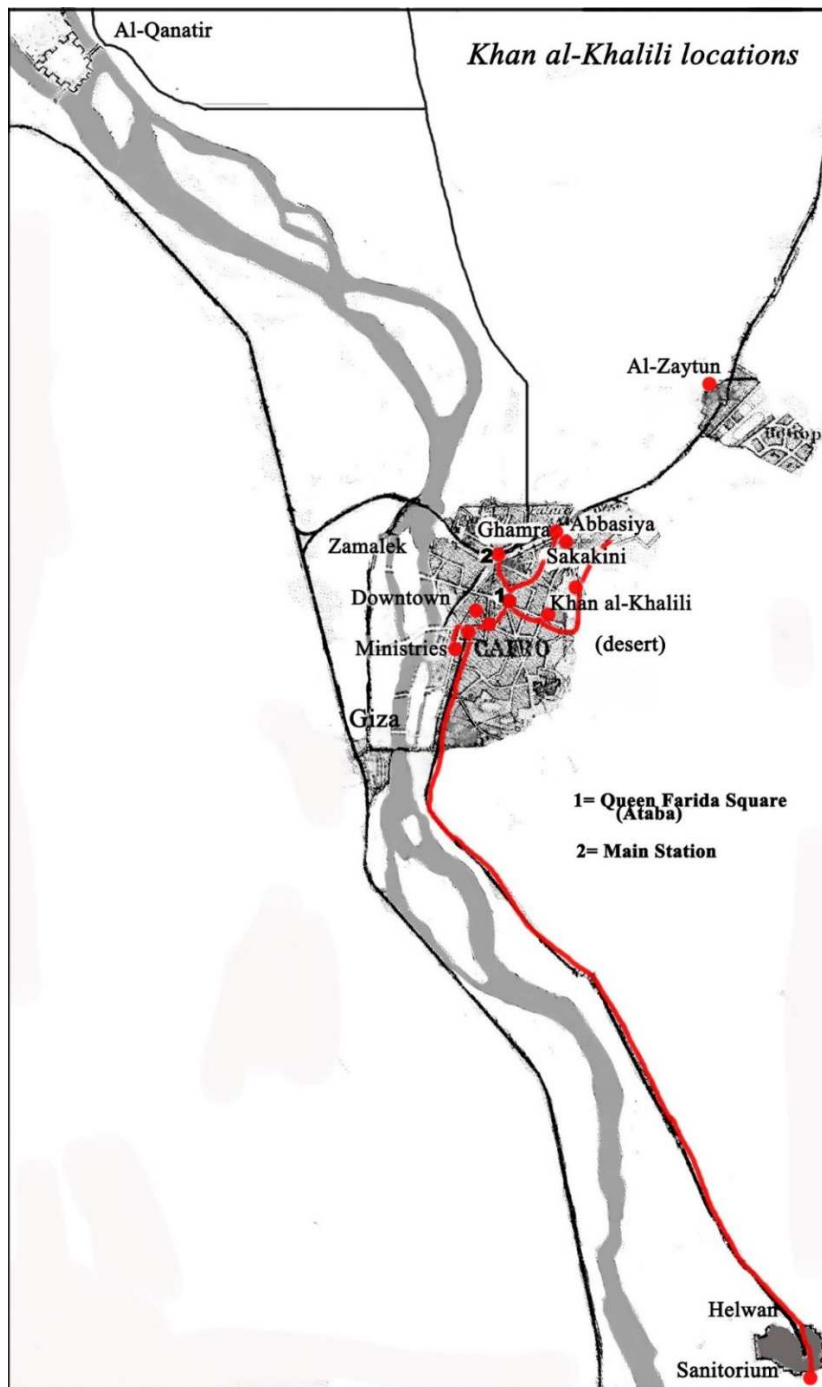 Al-Qanatir
Khan al-Khalili locations
Al-Zaytun
Ghamra
Abbasiya
Zamalek
2
Sakakini
Downtown
1
Khan al-Khalili
Ministries
CAIRO
(desert)
Giza
1= Queen Farida Square
(Ataba)
2= Main Station
Helwan
Sanitorium